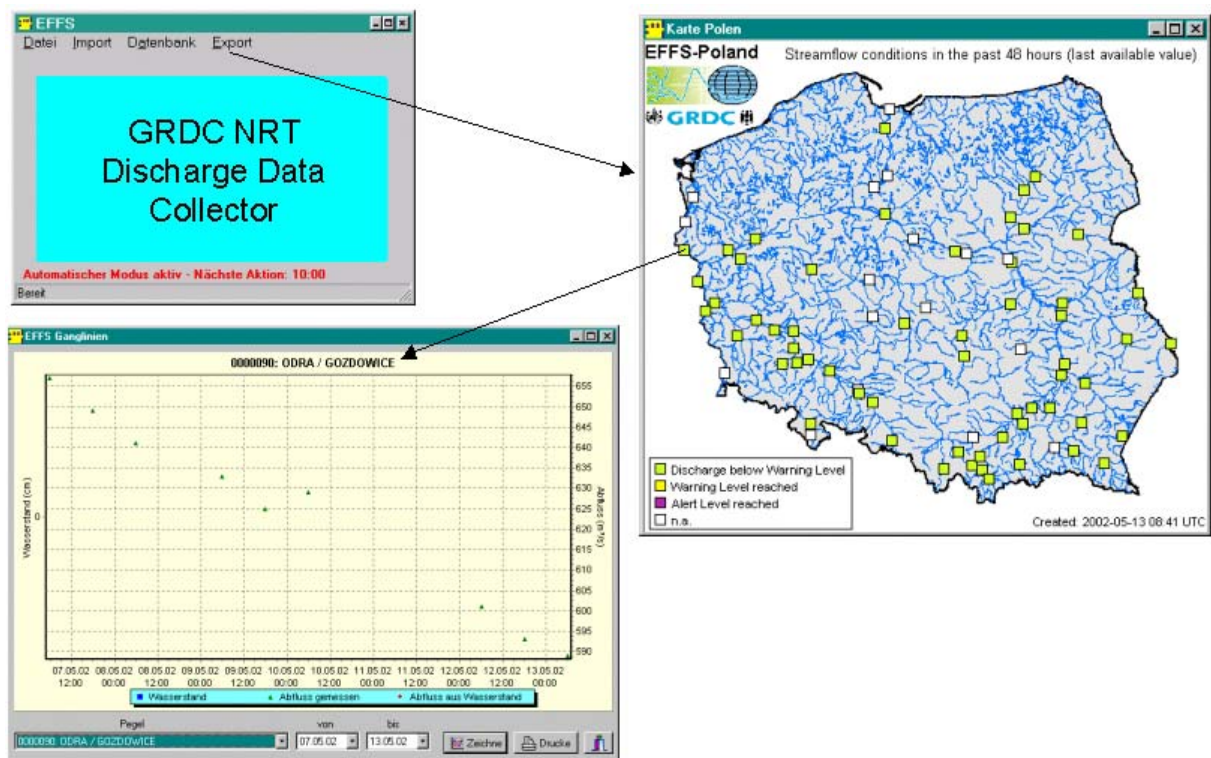 EFFS
Datei Import Datenbank Export
GRDC NRT
Discharge Data
Collector
Automatischer Modus aktiv - Nächste Aktion: 10:00
Bereit
Karte Polen
EFFS-Poland
Streamflow conditions in the past 48 hours (last available value)
GRDC
Discharge below Warning Level
Warning Level reached
Alert Level reached
n.a.
Created: 2002-05-13 08:41 UTC
EFFS Ganglinien
0000090: ODRA / GOZDOWICE
Wasserstand (cm)
0
655
650
645
640
635
630
625
620
615
610
605
600
595
590
Abfluss (m³/s)
07.05.02 08.05.02 08.05.02 09.05.02 09.05.02 10.05.02 10.05.02 11.05.02 11.05.02 12.05.02 12.05.02 13.05.02
12:00 00:00 12:00 00:00 12:00 00:00 12:00 00:00 12:00 00:00 12:00 00:00
Wasserstand Abfluss gemessen Abfluss aus Wasserstand
Pegel von bis
0000090: ODRA / GOZDOWICE 07.05.02 13.05.02 Zeichne Drucke